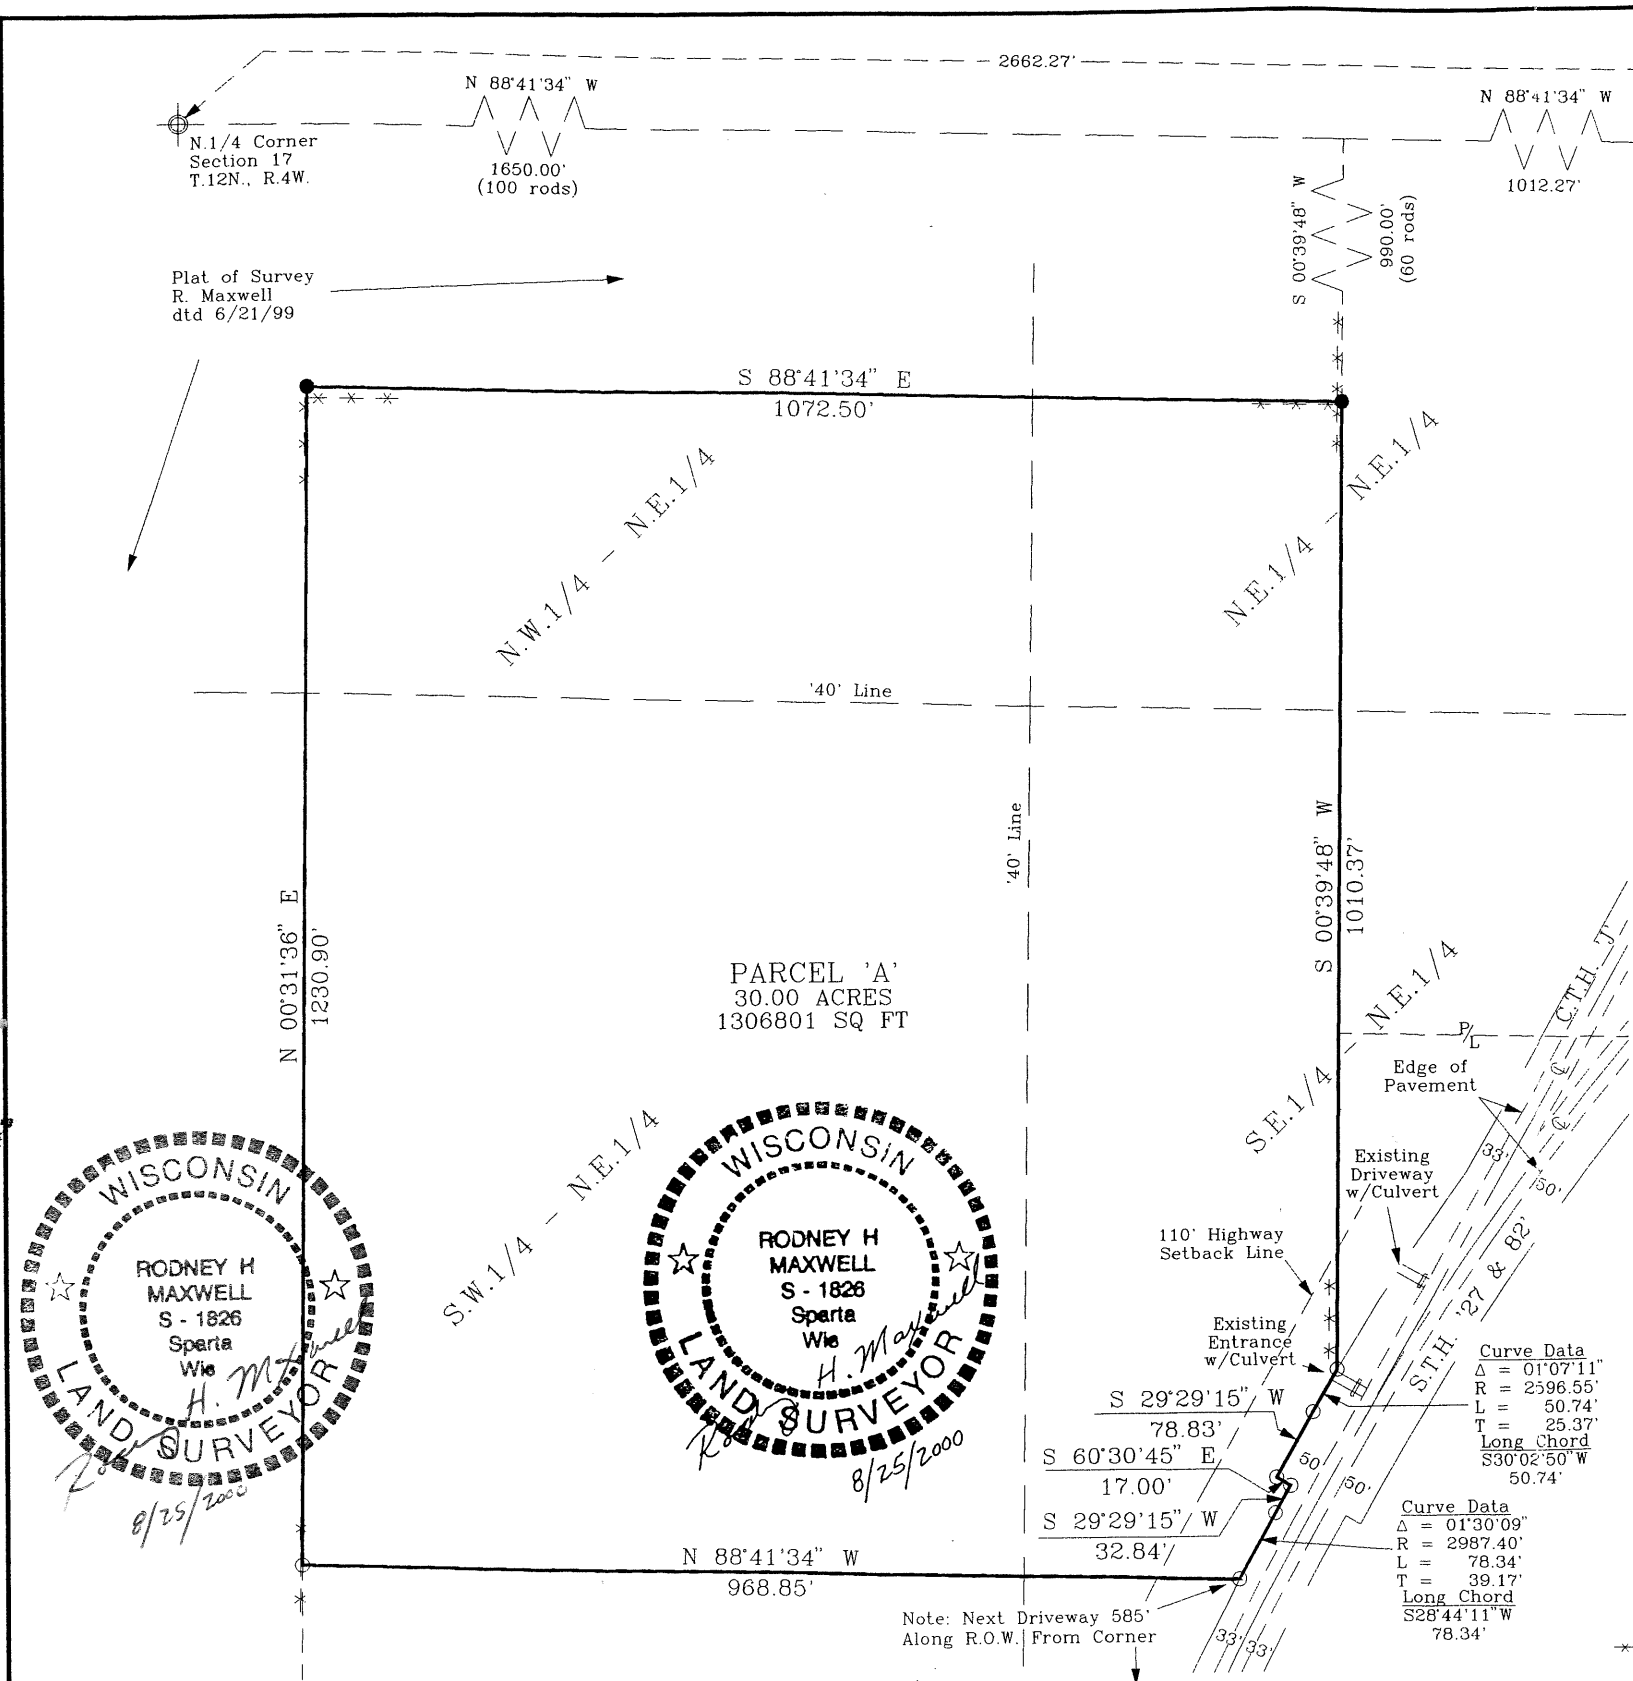 2662.27'
N 88°41'34" W
1650.00'
(100 rods)
N 88°41'34" W
1012.27'
N.1/4 Corner
Section 17
T.12N., R.4W.
S 00°39'48" W
990.00'
(60 rods)
Plat of Survey
R. Maxwell
dtd 6/21/99
S 88°41'34" E
1072.50'
N.W.1/4 - N.E.1/4
N.E.1/4 - N.E.1/4
'40' Line
'40' Line
N 00°31'36" E
1230.90'
S 00°39'48" W
1010.37'
PARCEL 'A'
30.00 ACRES
1306801 SQ FT
S.W.1/4 - N.E.1/4
S.E.1/4 N.E.1/4
P/L
C.T.H. 'J'
Edge of
Pavement
33'
50'
Existing
Driveway
w/Culvert
110' Highway
Setback Line
S.T.H. '27 & 82'
Existing
Entrance
w/Culvert
WISCONSIN
RODNEY H
MAXWELL
S - 1826
Sparta
Wis
LAND SURVEYOR
H. Maxwell
8/25/2000
WISCONSIN
RODNEY H
MAXWELL
S - 1826
Sparta
Wis
LAND SURVEYOR
H. Maxwell
8/25/2000
Curve Data
Δ = 01°07'11"
R = 2596.55'
L = 50.74'
T = 25.37'
Long Chord
S30°02'50"W
50.74'
S 29°29'15" W
78.83'
S 60°30'45" E
17.00'
S 29°29'15" W
32.84'
50
50'
Curve Data
Δ = 01°30'09"
R = 2987.40'
L = 78.34'
T = 39.17'
Long Chord
S28°44'11"W
78.34'
N 88°41'34" W
968.85'
Note: Next Driveway 585'
Along R.O.W. From Corner
33' 33'